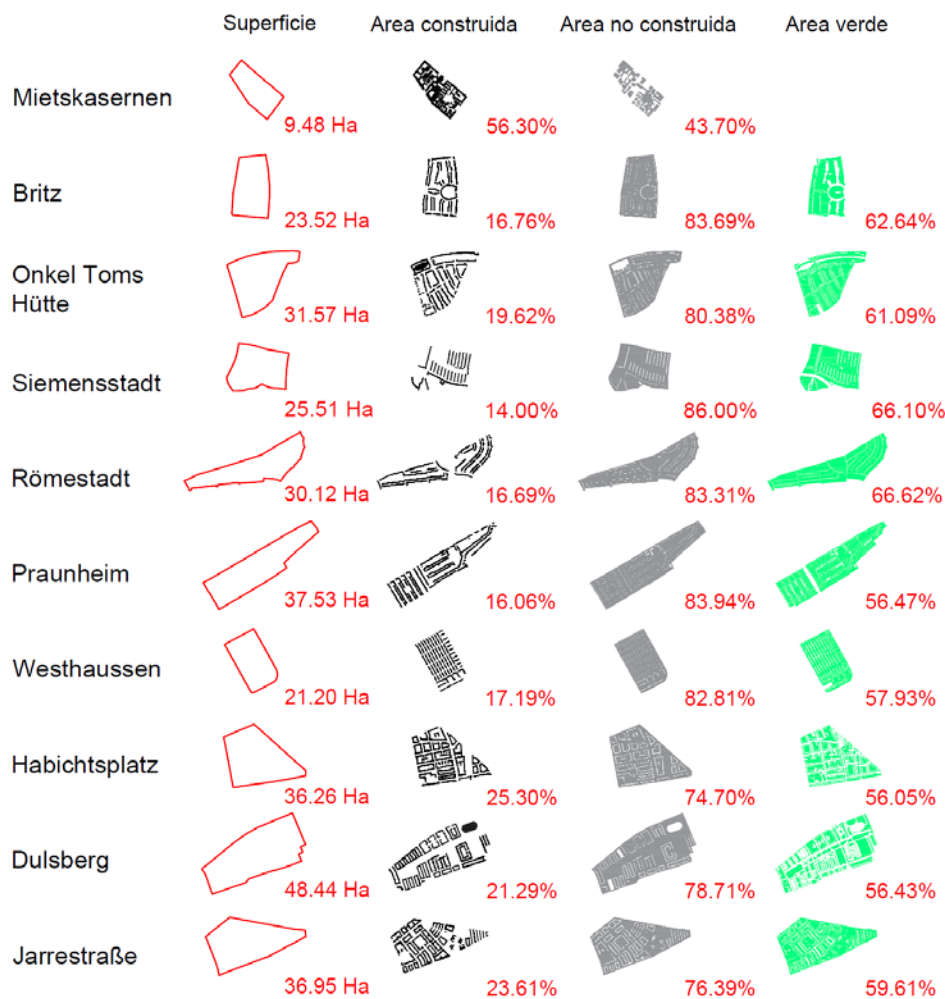 Superficie Area construida Area no construida Area verde
Mietskasernen
9.48 Ha 56.30% 43.70%
Britz
23.52 Ha 16.76% 83.69% 62.64%
Onkel Toms
Hütte
31.57 Ha 19.62% 80.38% 61.09%
Siemensstadt
25.51 Ha 14.00% 86.00% 66.10%
Römestadt
30.12 Ha 16.69% 83.31% 66.62%
Praunheim
37.53 Ha 16.06% 83.94% 56.47%
Westhaussen
21.20 Ha 17.19% 82.81% 57.93%
Habichtsplatz
36.26 Ha 25.30% 74.70% 56.05%
Dulsberg
48.44 Ha 21.29% 78.71% 56.43%
Jarrestraße
36.95 Ha 23.61% 76.39% 59.61%